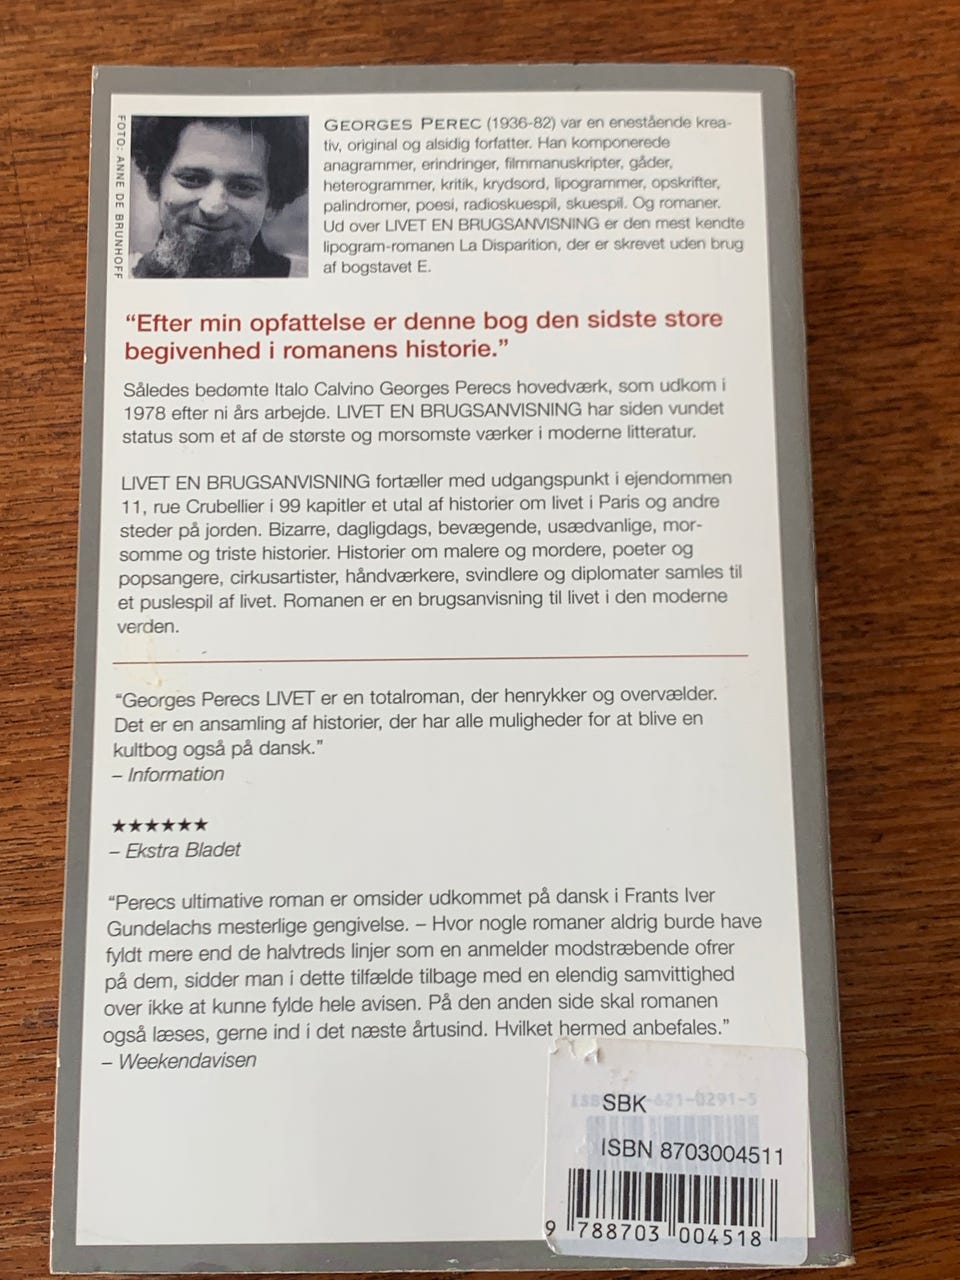 FOTO: ANNE DE BRUNHOFF
GEORGES PEREC (1936-82) var en enestående krea-
tiv, original og alsidig forfatter. Han komponerede
anagrammer, erindringer, filmmanuskripter, gåder,
heterogrammer, kritik, krydsord, lipogrammer, opskrifter,
palindromer, poesi, radioskuespil, skuespil. Og romaner.
Ud over LIVET EN BRUGSANVISNING er den mest kendte
lipogram-romanen La Disparition, der er skrevet uden brug
af bogstavet E.
“Efter min opfattelse er denne bog den sidste store
begivenhed i romanens historie.”
Således bedømte Italo Calvino Georges Perecs hovedværk, som udkom i
1978 efter ni års arbejde. LIVET EN BRUGSANVISNING har siden vundet
status som et af de største og morsomste værker i moderne litteratur.
LIVET EN BRUGSANVISNING fortæller med udgangspunkt i ejendommen
11, rue Crubellier i 99 kapitler et utal af historier om livet i Paris og andre
steder på jorden. Bizarre, dagligdags, bevægende, usædvanlige, mor-
somme og triste historier. Historier om malere og mordere, poeter og
popsangere, cirkusartister, håndværkere, svindlere og diplomater samles til
et puslespil af livet. Romanen er en brugsanvisning til livet i den moderne
verden.
“Georges Perecs LIVET er en totalroman, der henrykker og overvælder.
Det er en ansamling af historier, der har alle muligheder for at blive en
kultbog også på dansk.”
– Information
★★★★★★
– Ekstra Bladet
“Perecs ultimative roman er omsider udkommet på dansk i Frants Iver
Gundelachs mesterlige gengivelse. – Hvor nogle romaner aldrig burde have
fyldt mere end de halvtreds linjer som en anmelder modstræbende ofrer
på dem, sidder man i dette tilfælde tilbage med en elendig samvittighed
over ikke at kunne fylde hele avisen. På den anden side skal romanen
også læses, gerne ind i det næste årtusind. Hvilket hermed anbefales.”
– Weekendavisen
SBK
ISBN 8703004511
9 788703 004518